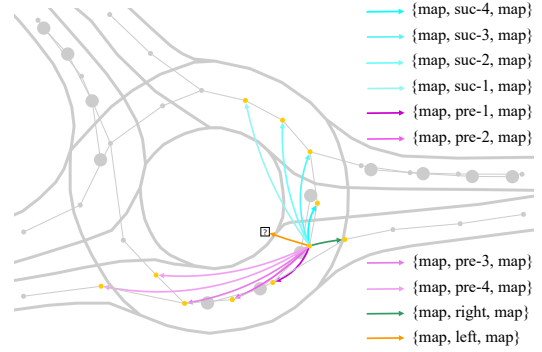 {map, suc-4, map}
{map, suc-3, map}
{map, suc-2, map}
{map, suc-1, map}
{map, pre-1, map}
{map, pre-2, map}
?
{map, pre-3, map}
{map, pre-4, map}
{map, right, map}
{map, left, map}